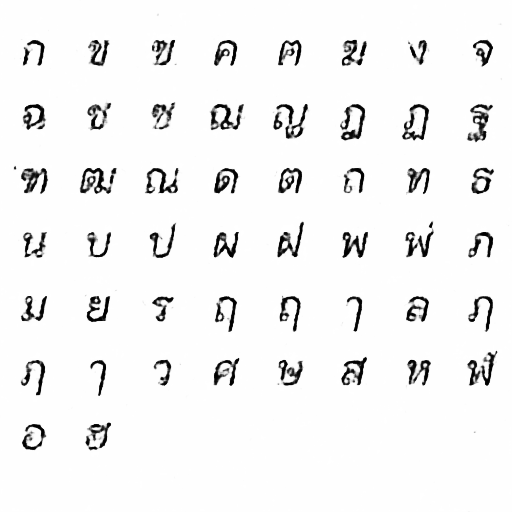 ก ข ฃ ค ฅ ฆ ง จ
ฉ ช ซ ฌ ญ ฎ ฏ ฐ
ฑ ฒ ณ ด ต ถ ท ธ
น บ ป ผ ฝ พ ฟ ภ
ม ย ร ฤ ฤ ๅ ล ฦ
ฦ ๅ ว ศ ษ ส ห ฬ
อ ฮ